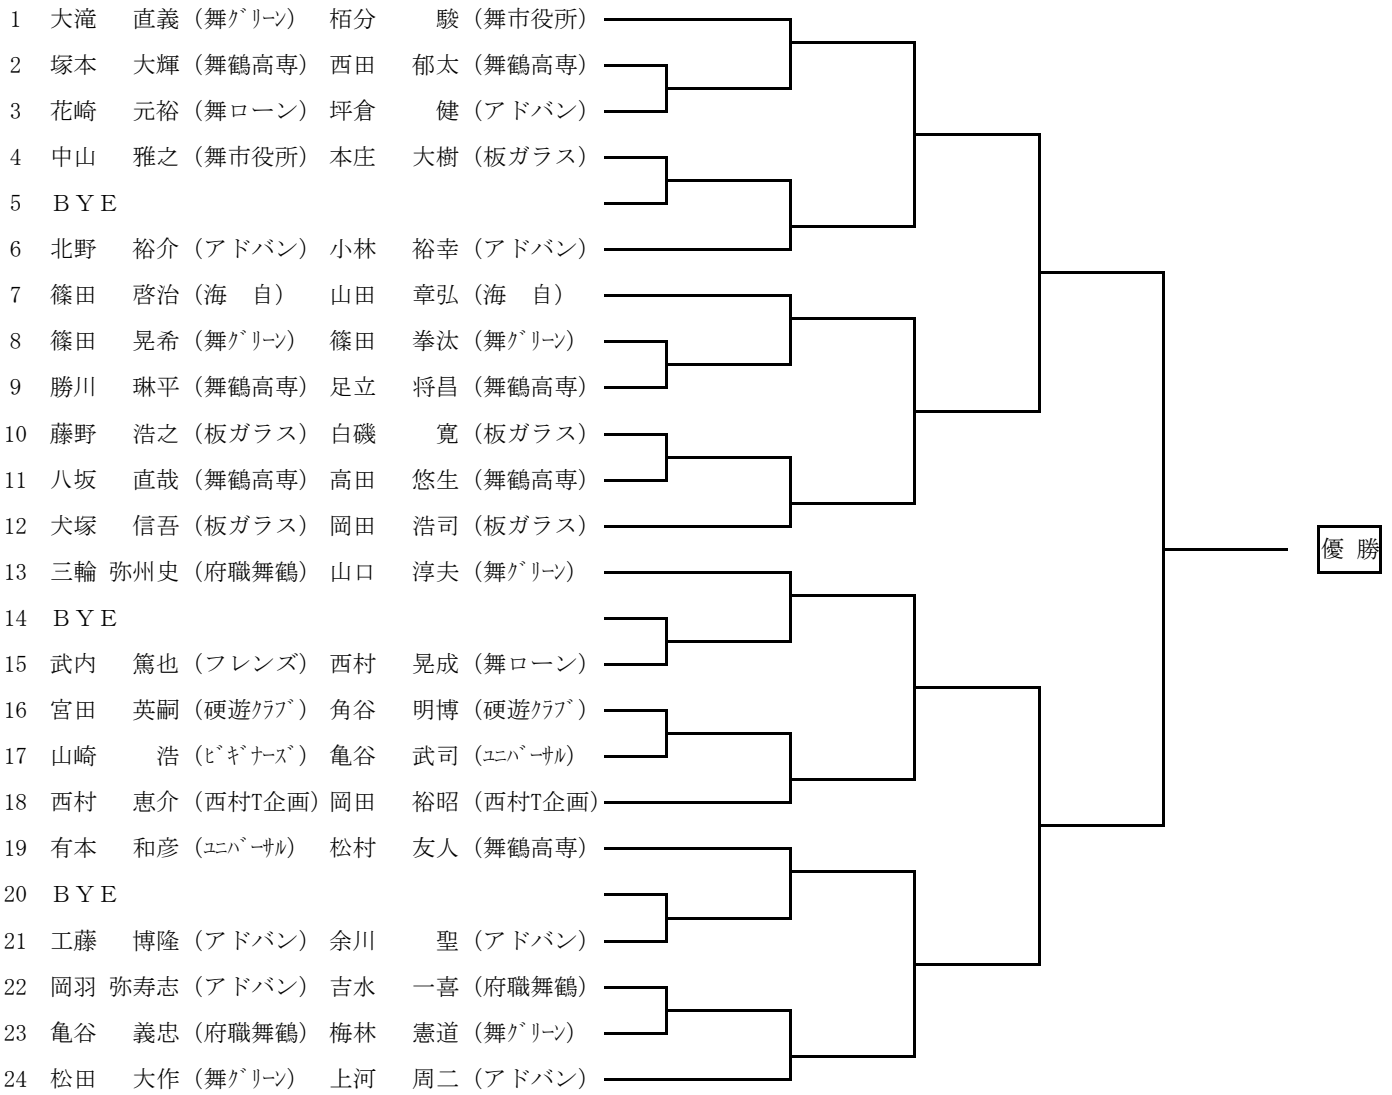 1 大滝 直義 (舞ｸﾞﾘｰﾝ) 栢分 駿 (舞市役所)
2 塚本 大輝 (舞鶴高専) 西田 郁太 (舞鶴高専)
3 花崎 元裕 (舞ローン) 坪倉 健 (アドバン)
4 中山 雅之 (舞市役所) 本庄 大樹 (板ガラス)
5 ＢＹＥ
6 北野 裕介 (アドバン) 小林 裕幸 (アドバン)
7 篠田 啓治 (海　自) 山田 章弘 (海　自)
8 篠田 晃希 (舞ｸﾞﾘｰﾝ) 篠田 拳汰 (舞ｸﾞﾘｰﾝ)
9 勝川 琳平 (舞鶴高専) 足立 将昌 (舞鶴高専)
10 藤野 浩之 (板ガラス) 白磯 寛 (板ガラス)
11 八坂 直哉 (舞鶴高専) 高田 悠生 (舞鶴高専)
12 犬塚 信吾 (板ガラス) 岡田 浩司 (板ガラス)
優 勝
13 三輪 弥州史 (府職舞鶴) 山口 淳夫 (舞ｸﾞﾘｰﾝ)
14 ＢＹＥ
15 武内 篤也 (フレンズ) 西村 晃成 (舞ローン)
16 宮田 英嗣 (硬遊ｸﾗﾌﾞ) 角谷 明博 (硬遊ｸﾗﾌﾞ)
17 山崎 浩 (ﾋﾞｷﾞﾅｰｽﾞ) 亀谷 武司 (ﾕﾆﾊﾞｰｻﾙ)
18 西村 恵介 (西村T企画) 岡田 裕昭 (西村T企画)
19 有本 和彦 (ﾕﾆﾊﾞｰｻﾙ) 松村 友人 (舞鶴高専)
20 ＢＹＥ
21 工藤 博隆 (アドバン) 余川 聖 (アドバン)
22 岡羽 弥寿志 (アドバン) 吉水 一喜 (府職舞鶴)
23 亀谷 義忠 (府職舞鶴) 梅林 憲道 (舞ｸﾞﾘｰﾝ)
24 松田 大作 (舞ｸﾞﾘｰﾝ) 上河 周二 (アドバン)